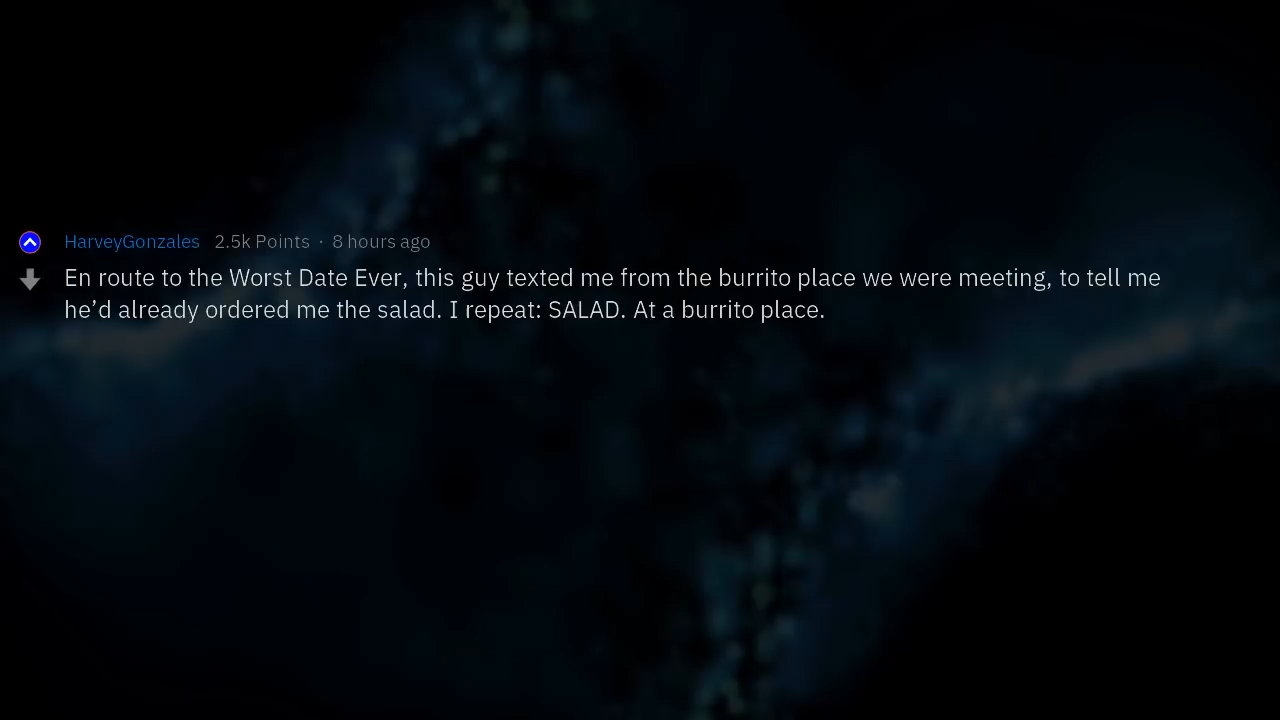 HarveyGonzales 2.5k Points · 8 hours ago
En route to the Worst Date Ever, this guy texted me from the burrito place we were meeting, to tell me
he’d already ordered me the salad. I repeat: SALAD. At a burrito place.